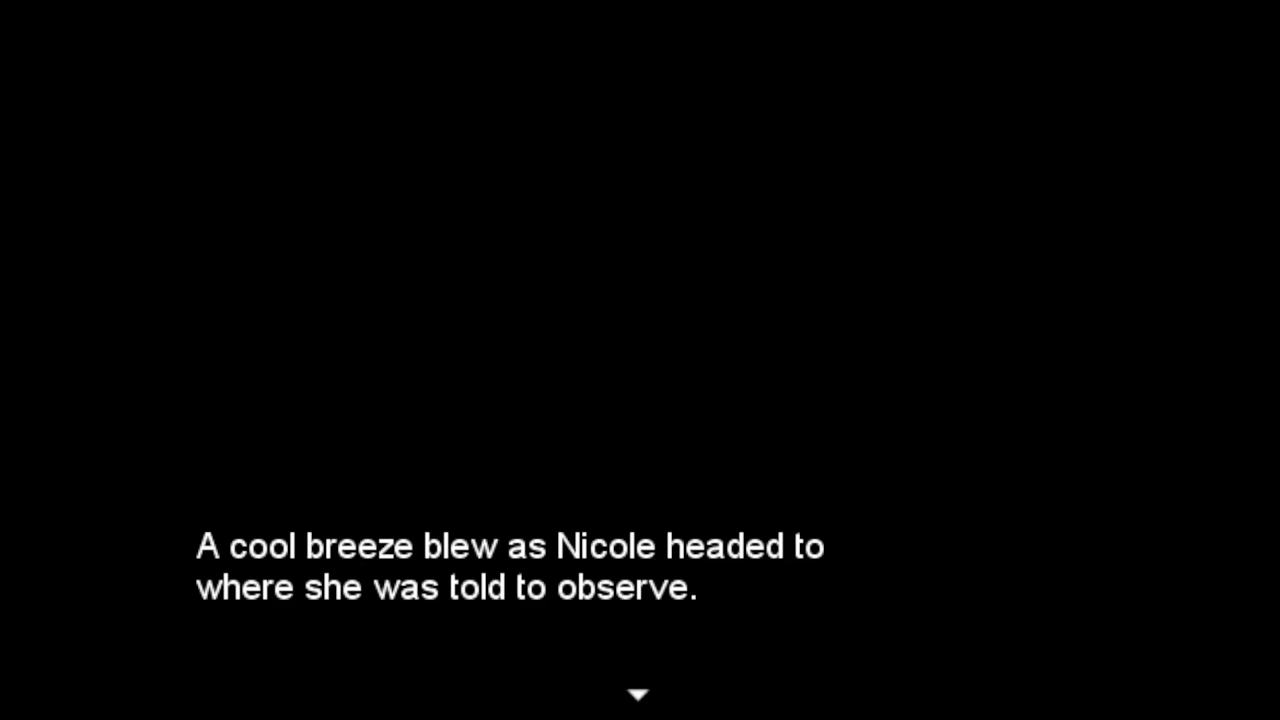 A cool breeze blew as Nicole headed to
where she was told to observe.